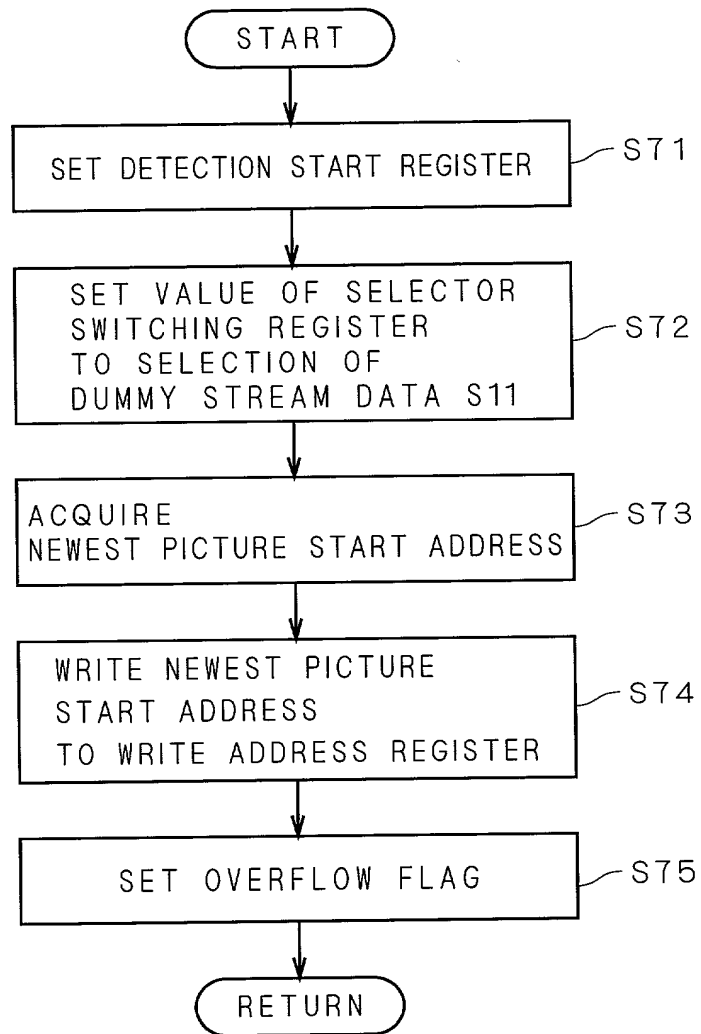 START
SET DETECTION START REGISTER
S71
SET VALUE OF SELECTOR
SWITCHING REGISTER
TO SELECTION OF
DUMMY STREAM DATA S11
S72
ACQUIRE
NEWEST PICTURE START ADDRESS
S73
WRITE NEWEST PICTURE
START ADDRESS
TO WRITE ADDRESS REGISTER
S74
SET OVERFLOW FLAG
S75
RETURN